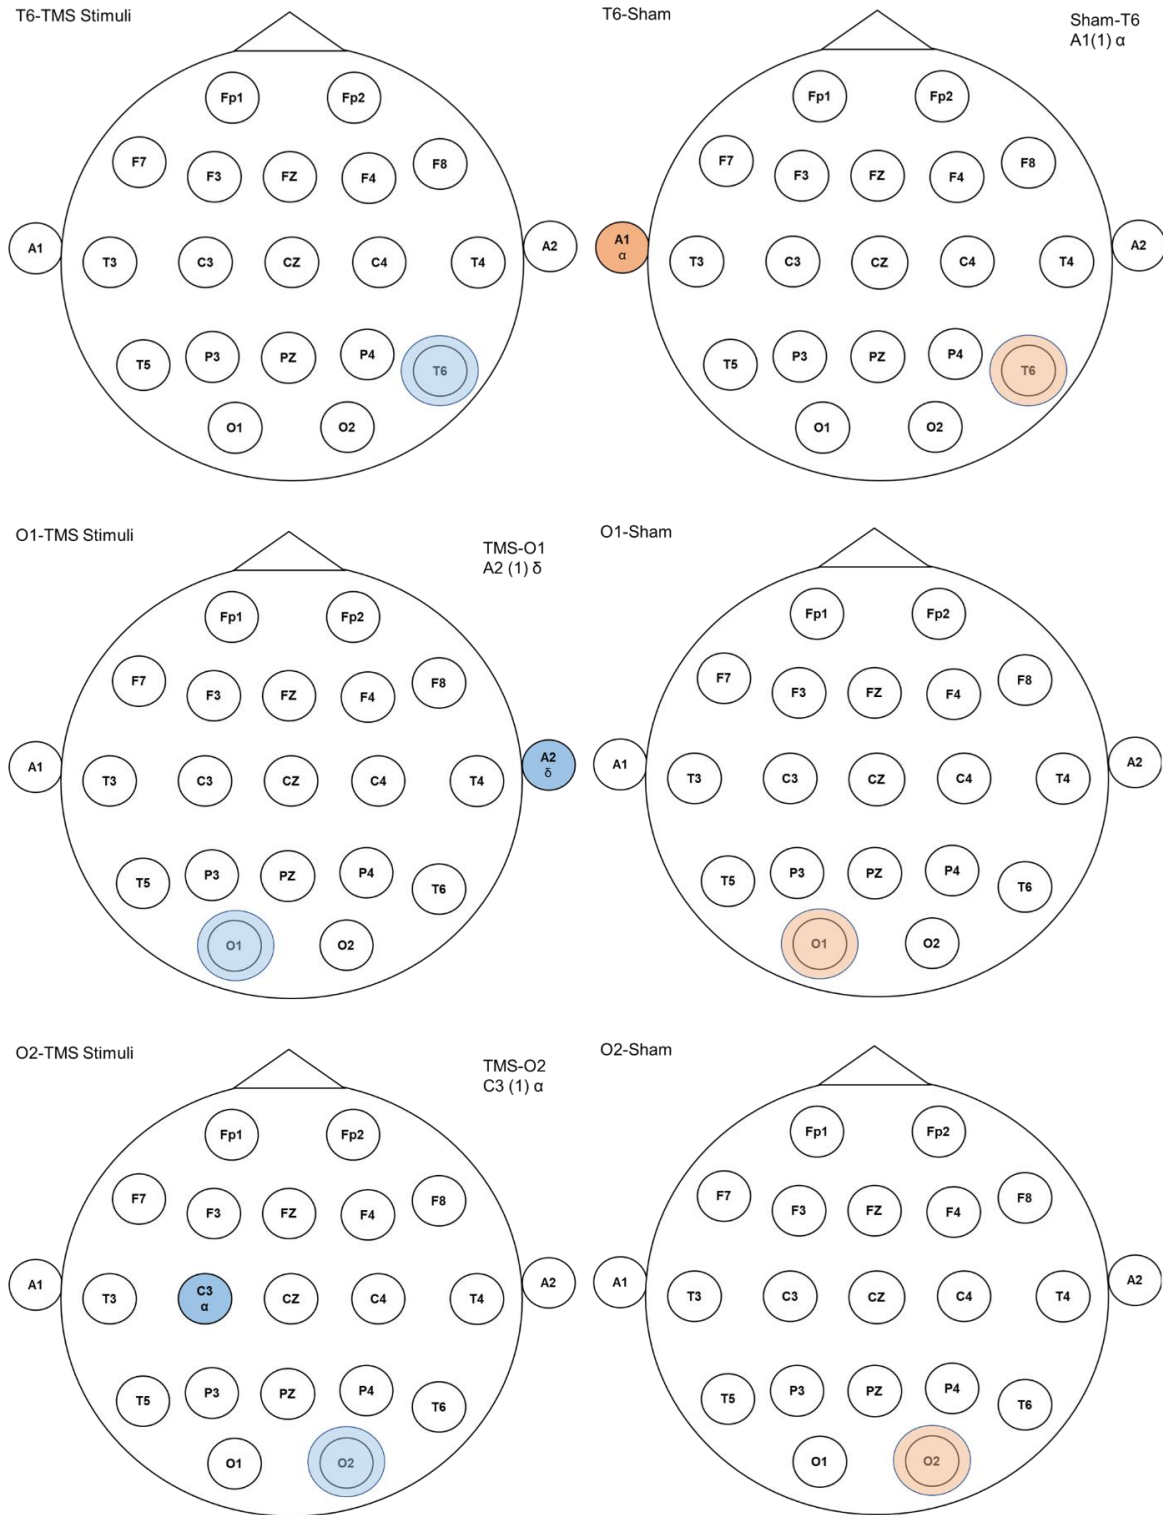 T6-TMS Stimuli
Fp1 Fp2
F7 F3 FZ F4 F8
A1 T3 C3 CZ C4 T4 A2
T5 P3 PZ P4 T6
O1 O2
T6-Sham
Sham-T6
A1(1) α
Fp1 Fp2
F7 F3 FZ F4 F8
A1 α T3 C3 CZ C4 T4 A2
T5 P3 PZ P4 T6
O1 O2
O1-TMS Stimuli
TMS-O1
A2 (1) δ
Fp1 Fp2
F7 F3 FZ F4 F8
A1 T3 C3 CZ C4 T4 A2 δ
T5 P3 PZ P4 T6
O1 O2
O1-Sham
Fp1 Fp2
F7 F3 FZ F4 F8
A1 T3 C3 CZ C4 T4 A2
T5 P3 PZ P4 T6
O1 O2
O2-TMS Stimuli
TMS-O2
C3 (1) α
Fp1 Fp2
F7 F3 FZ F4 F8
A1 T3 C3 α CZ C4 T4 A2
T5 P3 PZ P4 T6
O1 O2
O2-Sham
Fp1 Fp2
F7 F3 FZ F4 F8
A1 T3 C3 CZ C4 T4 A2
T5 P3 PZ P4 T6
O1 O2